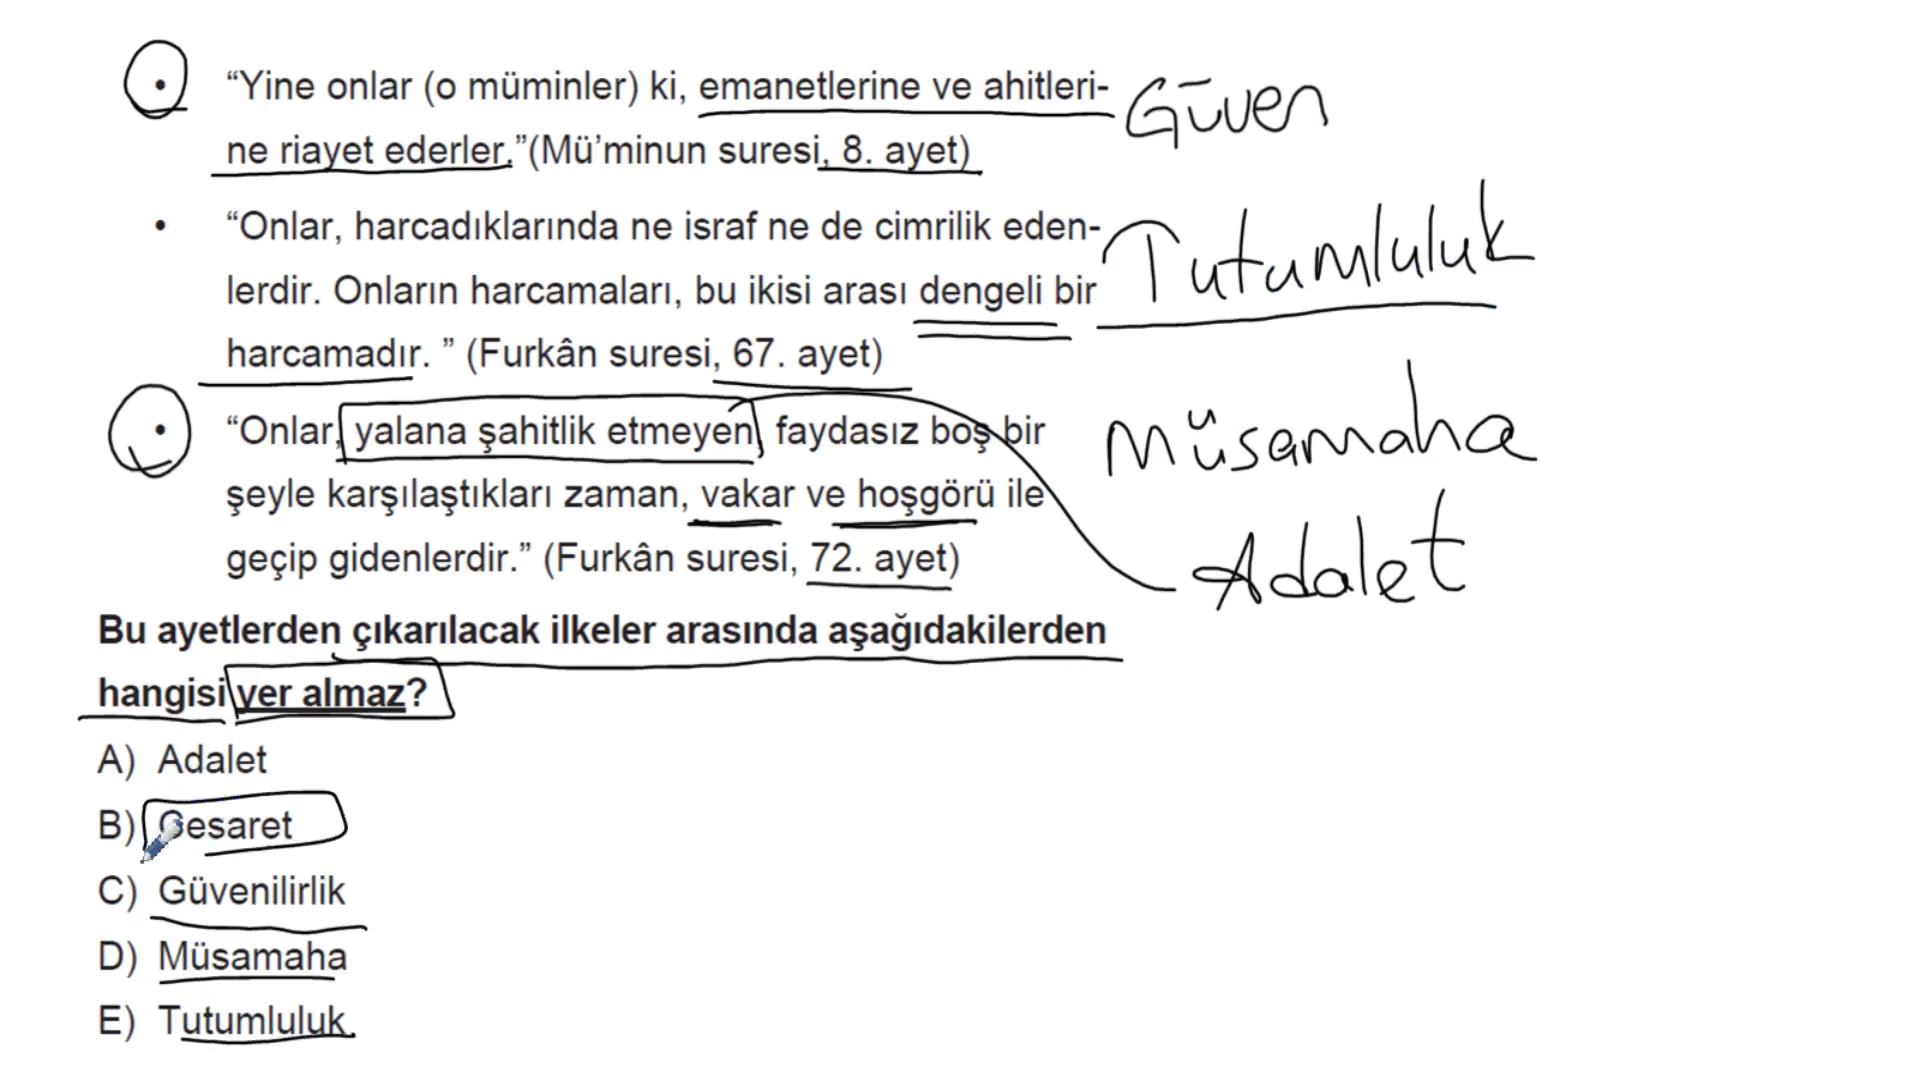 • “Yine onlar (o müminler) ki, emanetlerine ve ahitleri- Güven
ne riayet ederler.”(Mü’minun suresi, 8. ayet)
• “Onlar, harcadıklarında ne israf ne de cimrilik eden- Tutumluluk
lerdir. Onların harcamaları, bu ikisi arası dengeli bir
harcamadır. ” (Furkân suresi, 67. ayet)
• “Onlar, yalana şahitlik etmeyen, faydasız boş bir Müsamaha
şeyle karşılaştıkları zaman, vakar ve hoşgörü ile
geçip gidenlerdir.” (Furkân suresi, 72. ayet) Adalet
Bu ayetlerden çıkarılacak ilkeler arasında aşağıdakilerden
hangisi yer almaz?
A) Adalet
B) Cesaret
C) Güvenilirlik
D) Müsamaha
E) Tutumluluk